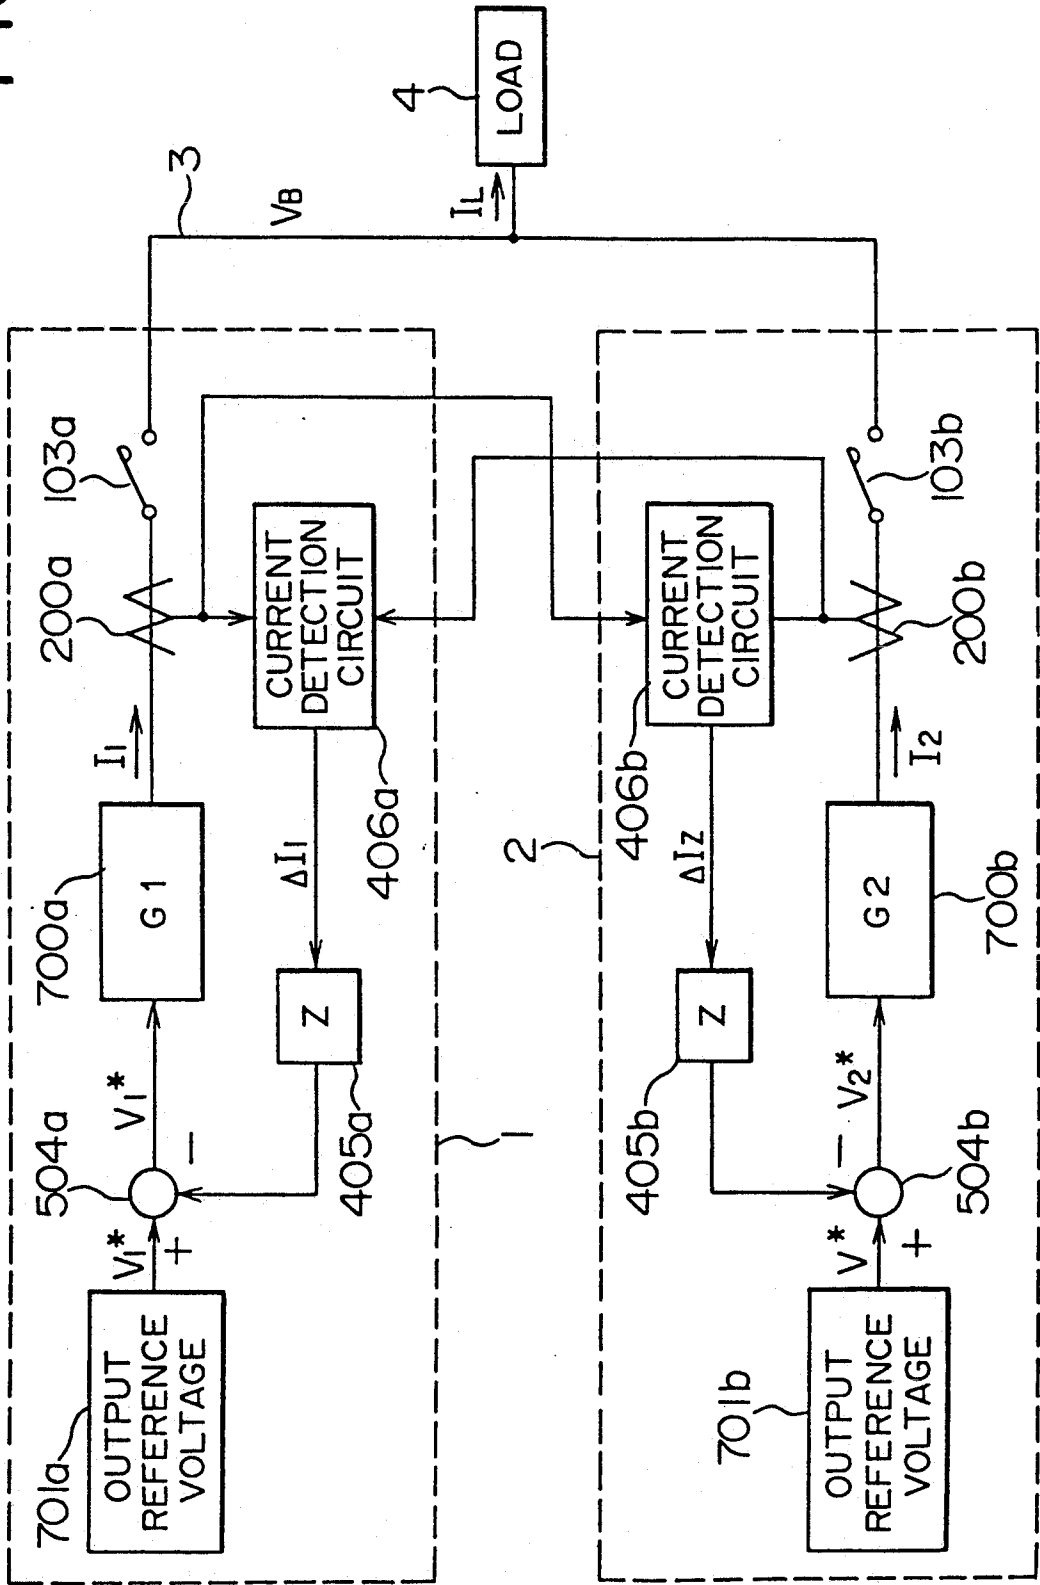 701a
OUTPUT
REFERENCE
VOLTAGE
V₁*
+
504a
−
V₁*
700a
G1
I₁
200a
103a
405a
Z
ΔI₁
406a
CURRENT
DETECTION
CIRCUIT
1
3
VB
4
LOAD
IL
2
701b
OUTPUT
REFERENCE
VOLTAGE
V*
+
504b
−
V₂*
405b
Z
ΔIZ
406b
CURRENT
DETECTION
CIRCUIT
G2
700b
I₂
200b
103b